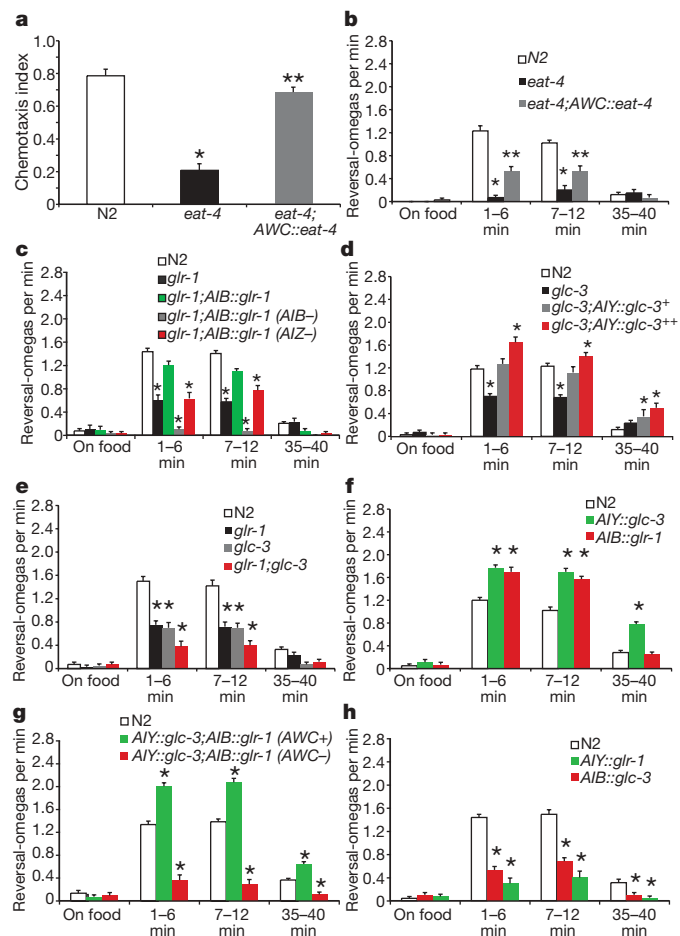 a
Chemotaxis index
1.0
0.8
0.6
0.4
0.2
0
*
**
N2
eat-4
eat-4;
AWC::eat-4
b
Reversal-omegas per min
2.8
2.4
2.0
1.6
1.2
0.8
0.4
0
N2
eat-4
eat-4;AWC::eat-4
*
**
*
**
On food
1–6
min
7–12
min
35–40
min
c
Reversal-omegas per min
2.8
2.4
2.0
1.6
1.2
0.8
0.4
0
N2
glr-1
glr-1;AIB::glr-1
glr-1;AIB::glr-1 (AIB–)
glr-1;AIB::glr-1 (AIZ–)
*
*
*
*
*
*
On food
1–6
min
7–12
min
35–40
min
d
Reversal-omegas per min
2.8
2.4
2.0
1.6
1.2
0.8
0.4
0
N2
glc-3
glc-3;AIY::glc-3+
glc-3;AIY::glc-3++
*
*
*
*
*
*
On food
1–6
min
7–12
min
35–40
min
e
Reversal-omegas per min
2.8
2.4
2.0
1.6
1.2
0.8
0.4
0
N2
glr-1
glc-3
glr-1;glc-3
**
*
**
*
On food
1–6
min
7–12
min
35–40
min
f
Reversal-omegas per min
2.8
2.4
2.0
1.6
1.2
0.8
0.4
0
N2
AIY::glc-3
AIB::glr-1
* *
* *
*
On food
1–6
min
7–12
min
35–40
min
g
Reversal-omegas per min
2.8
2.4
2.0
1.6
1.2
0.8
0.4
0
N2
AIY::glc-3;AIB::glr-1 (AWC+)
AIY::glc-3;AIB::glr-1 (AWC–)
*
*
*
*
*
*
On food
1–6
min
7–12
min
35–40
min
h
Reversal-omegas per min
2.8
2.4
2.0
1.6
1.2
0.8
0.4
0
N2
AIY::glr-1
AIB::glc-3
*
*
*
*
*
*
On food
1–6
min
7–12
min
35–40
min